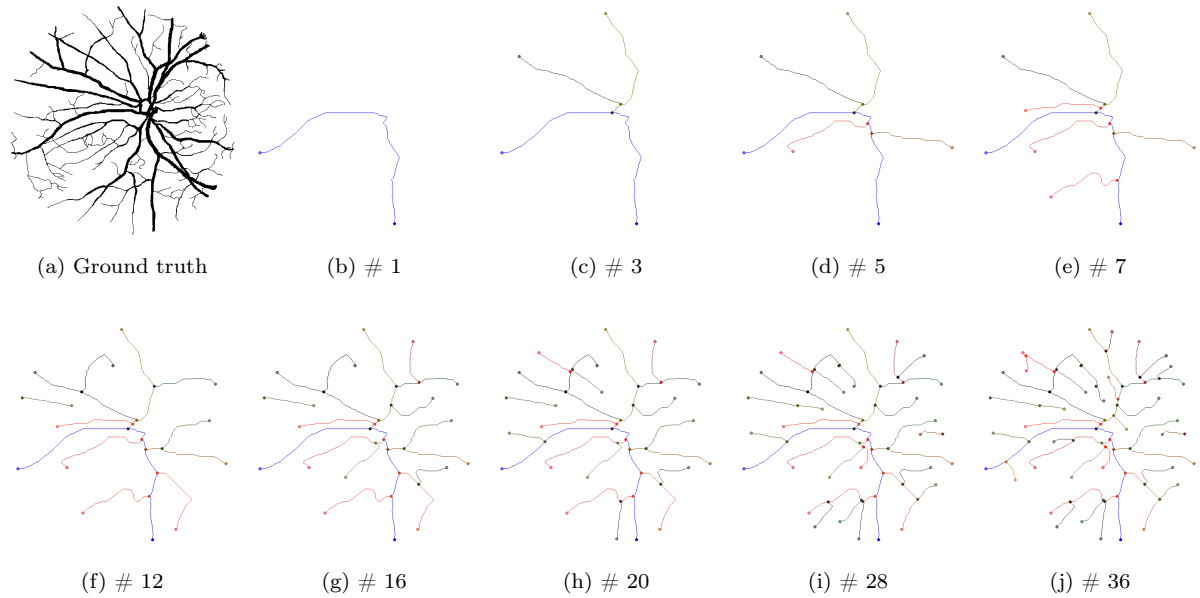 (a) Ground truth
(b) # 1
(c) # 3
(d) # 5
(e) # 7
(f) # 12
(g) # 16
(h) # 20
(i) # 28
(j) # 36